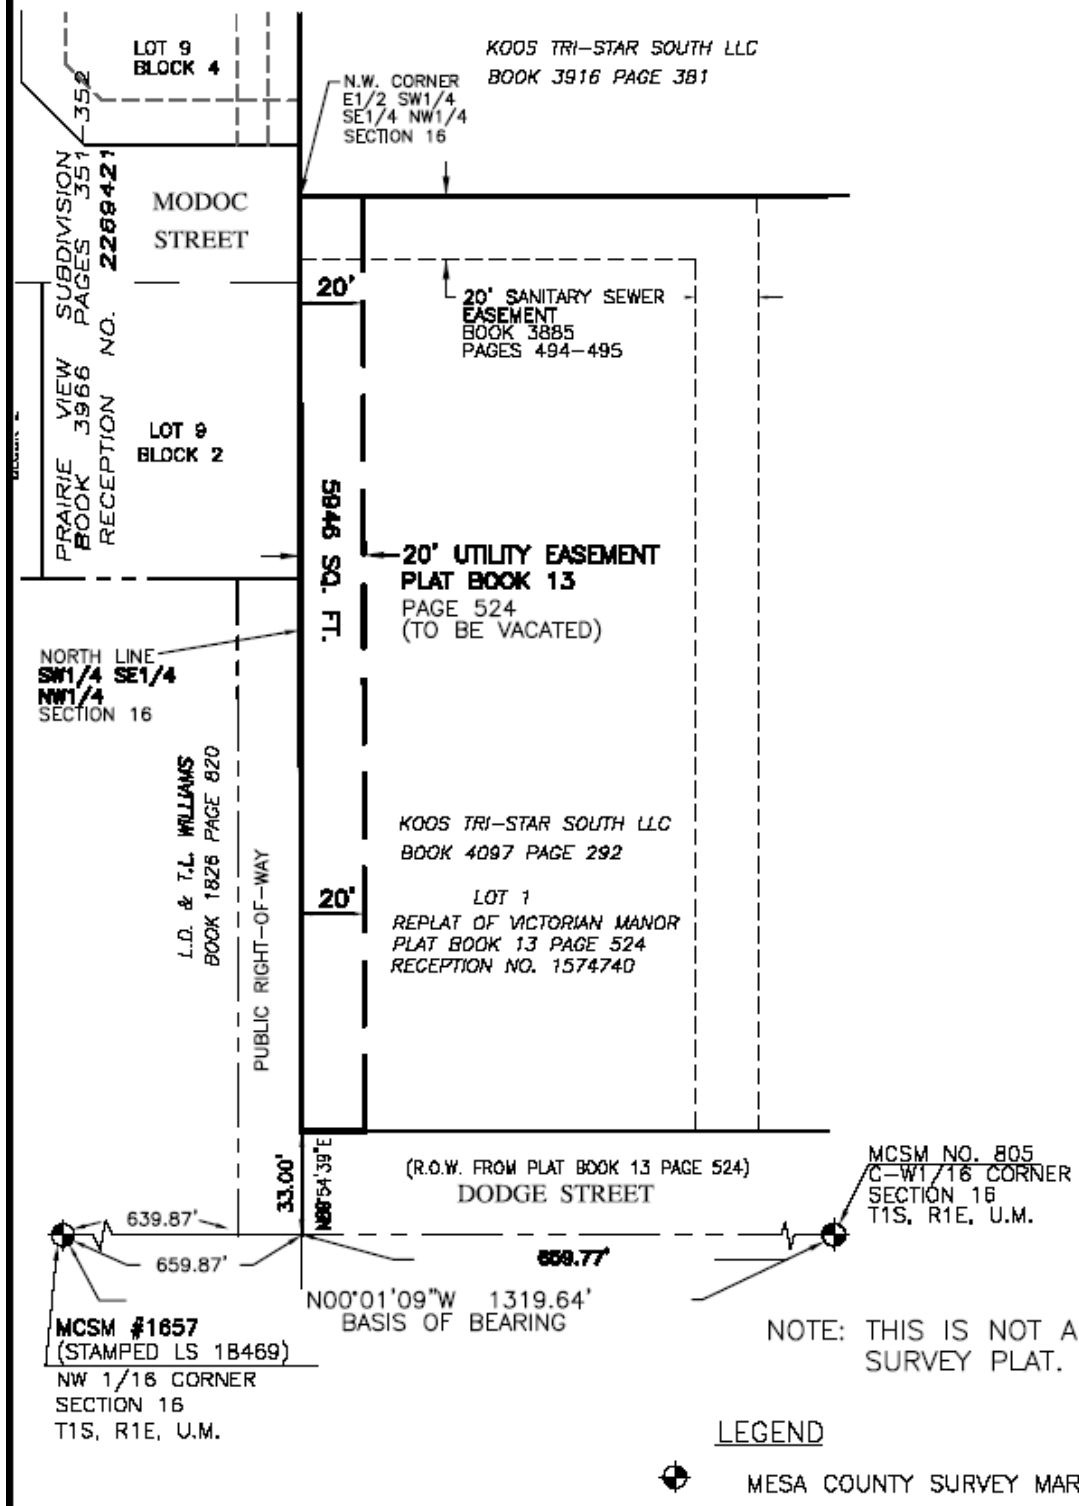 LOT 9
BLOCK 4
KOOS TRI-STAR SOUTH LLC
BOOK 3916 PAGE 381
N.W. CORNER
E1/2 SW1/4
SE1/4 NW1/4
SECTION 16
PRAIRIE VIEW SUBDIVISION
BOOK 3966 PAGES 351-352
RECEPTION NO. 2269421
MODOC
STREET
20'
20' SANITARY SEWER
EASEMENT
BOOK 3885
PAGES 494-495
LOT 9
BLOCK 2
5946 SQ. FT.
20' UTILITY EASEMENT
PLAT BOOK 13
PAGE 524
(TO BE VACATED)
NORTH LINE
SW1/4 SE1/4
NW1/4
SECTION 16
L.D. & T.L. WILLIAMS
BOOK 1826 PAGE 820
PUBLIC RIGHT-OF-WAY
KOOS TRI-STAR SOUTH LLC
BOOK 4097 PAGE 292
20'
LOT 1
REPLAT OF VICTORIAN MANOR
PLAT BOOK 13 PAGE 524
RECEPTION NO. 1574740
33.00'
N89°54'39"E
(R.O.W. FROM PLAT BOOK 13 PAGE 524)
DODGE STREET
MCSM NO. 805
C-W1/16 CORNER
SECTION 16
T1S, R1E, U.M.
639.87'
659.87'
659.77'
N00°01'09"W 1319.64'
BASIS OF BEARING
MCSM #1657
(STAMPED LS 18469)
NW 1/16 CORNER
SECTION 16
T1S, R1E, U.M.
NOTE: THIS IS NOT A
SURVEY PLAT.
LEGEND
MESA COUNTY SURVEY MAR